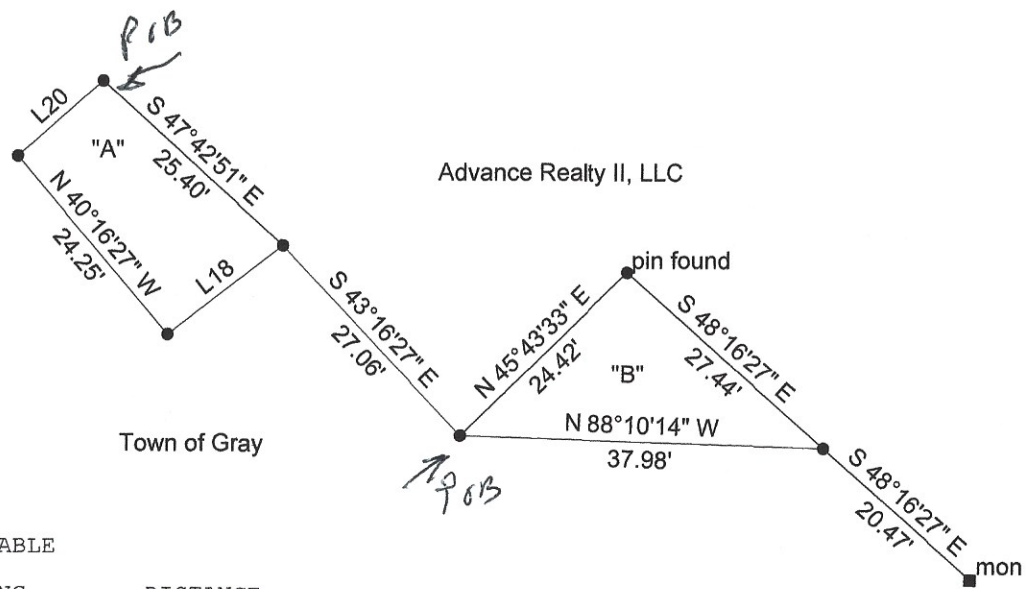 POB
L20
S 47°42'51" E
25.40'
"A"
N 40°16'27" W
24.25'
L18
Advance Realty II, LLC
pin found
S 43°16'27" E
27.06'
N 45°43'33" E
24.42'
S 48°16'27" E
27.44'
"B"
N 88°10'14" W
37.98'
Town of Gray
POB
S 48°16'27" E
20.47'
mon
ABLE